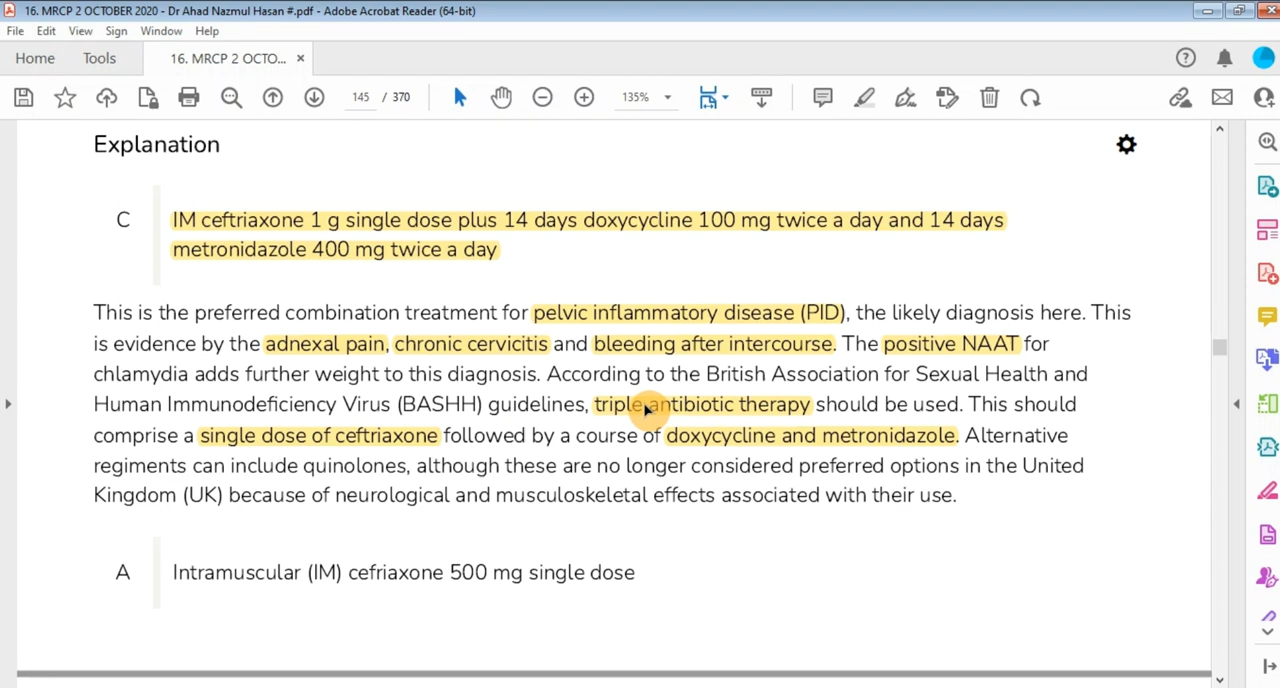 16. MRCP 2 OCTOBER 2020 - Dr Ahad Nazmul Hasan #.pdf - Adobe Acrobat Reader (64-bit)
File Edit View Sign Window Help
Home Tools 16. MRCP 2 OCTO... ×
145 / 370 135%
Explanation
C IM ceftriaxone 1 g single dose plus 14 days doxycycline 100 mg twice a day and 14 days
metronidazole 400 mg twice a day
This is the preferred combination treatment for pelvic inflammatory disease (PID), the likely diagnosis here. This
is evidence by the adnexal pain, chronic cervicitis and bleeding after intercourse. The positive NAAT for
chlamydia adds further weight to this diagnosis. According to the British Association for Sexual Health and
Human Immunodeficiency Virus (BASHH) guidelines, triple antibiotic therapy should be used. This should
comprise a single dose of ceftriaxone followed by a course of doxycycline and metronidazole. Alternative
regiments can include quinolones, although these are no longer considered preferred options in the United
Kingdom (UK) because of neurological and musculoskeletal effects associated with their use.
A Intramuscular (IM) cefriaxone 500 mg single dose